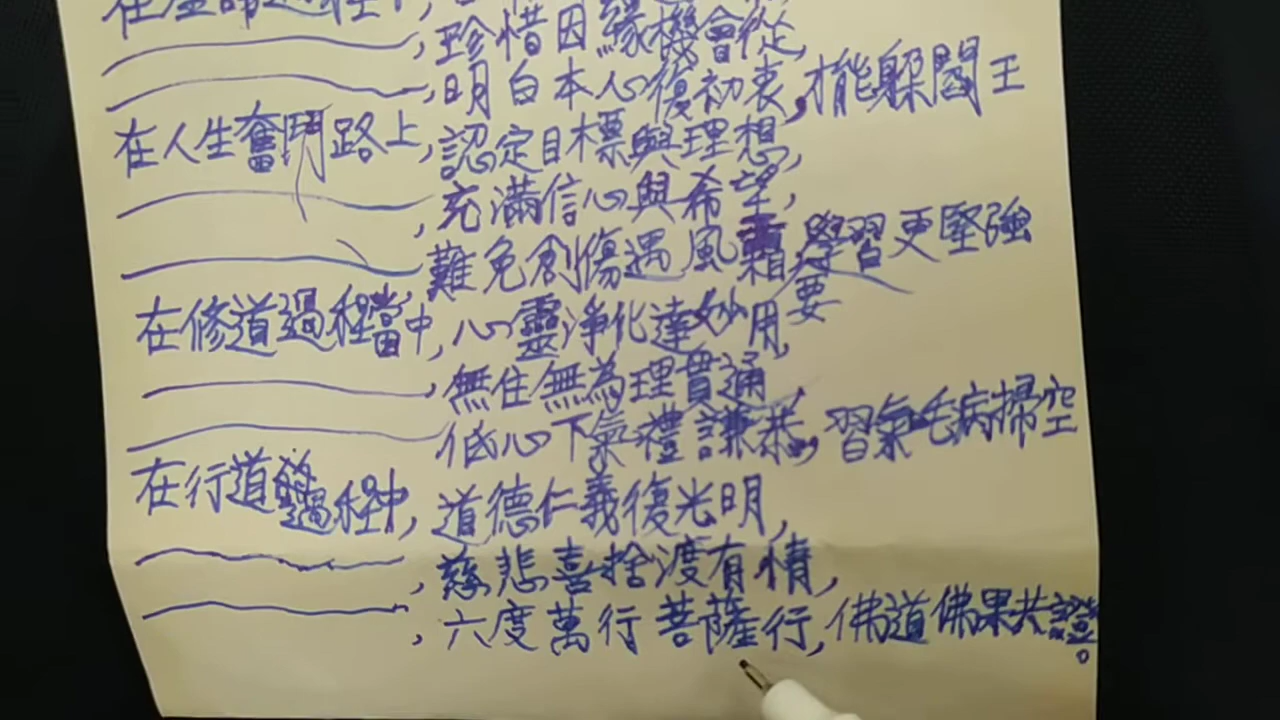 珍惜因緣機會從,
明白本心復初衷,才能躲閻王
在人生奮鬥路上,認定目標與理想,
充滿信心與希望,
難免創傷遇風霜,學習更堅強
要
在修道過程當中,心靈淨化達妙用,
,無住無為理貫通,
低心下氣禮謙恭,習氣毛病掃空
在行道的過程中,道德仁義復光明,
,慈悲喜捨渡有情,
,六度萬行菩薩行,佛道佛果共證。